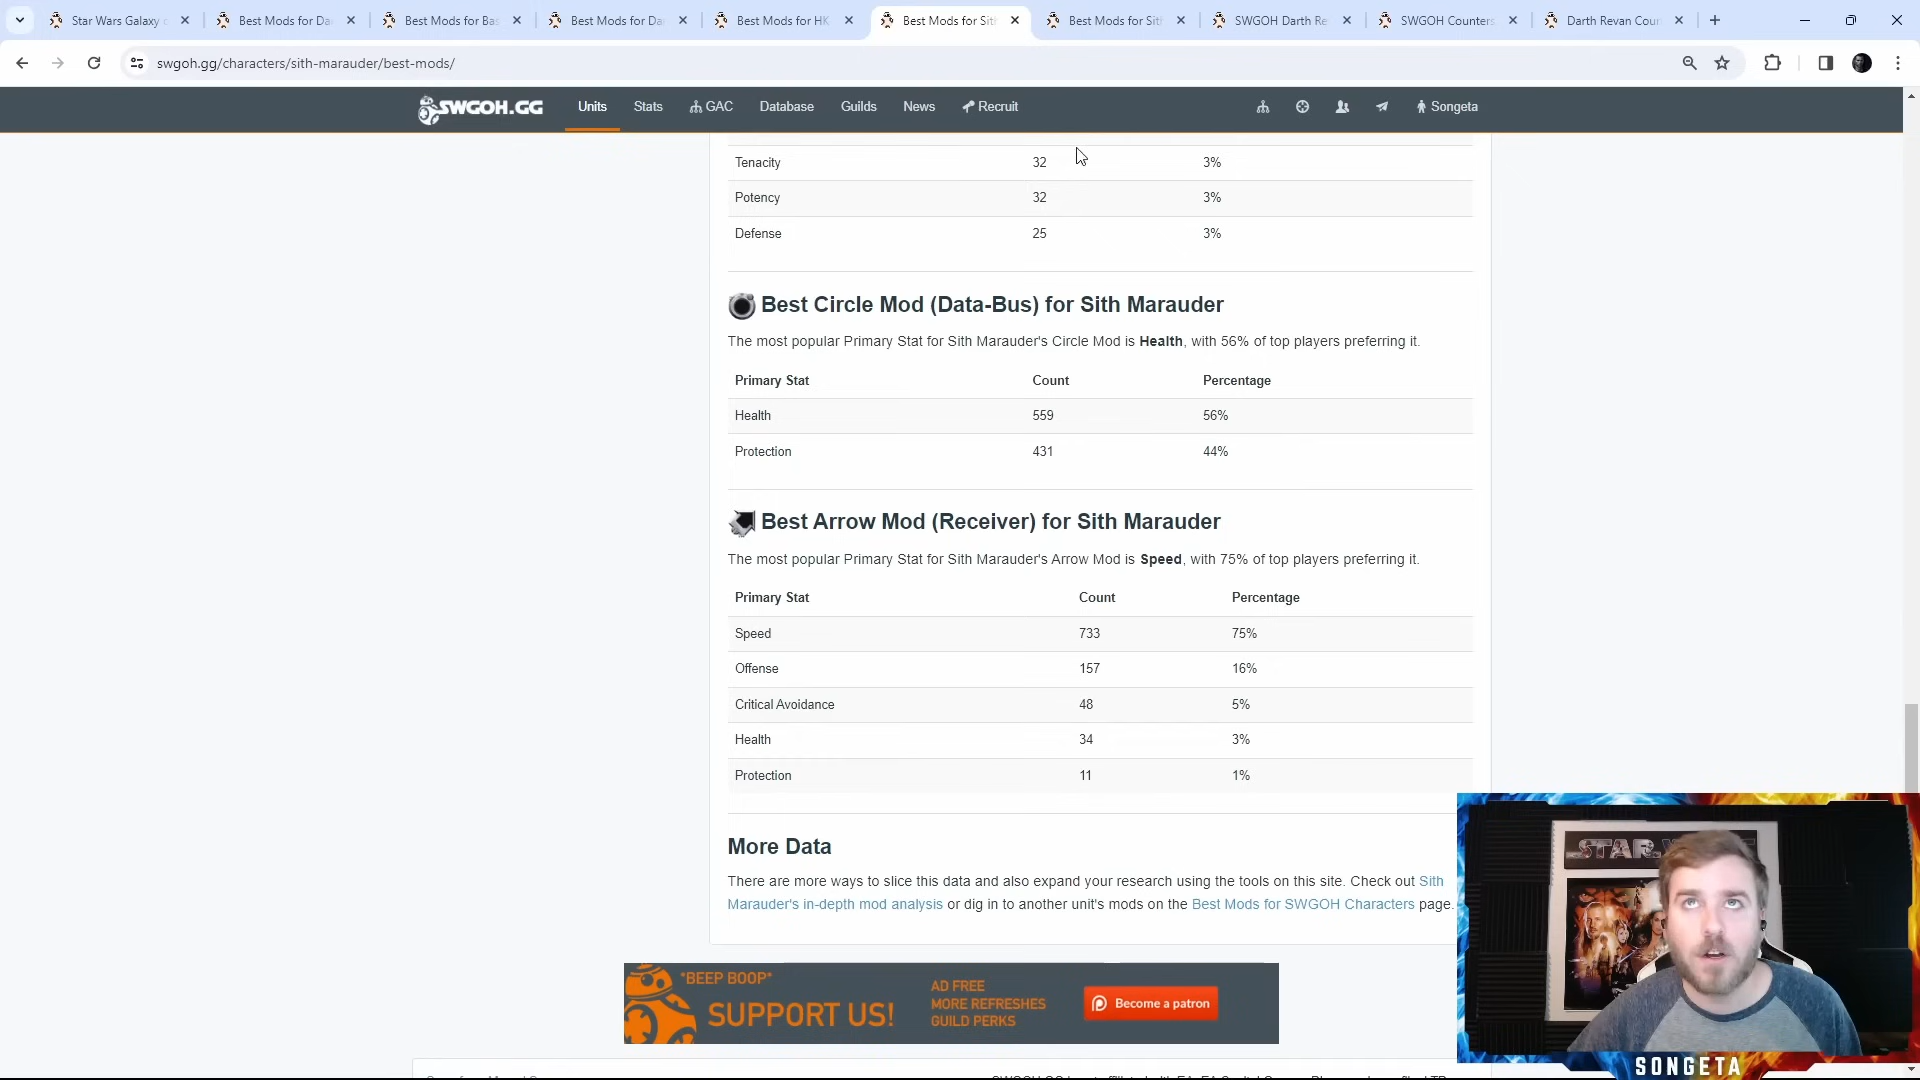 Star Wars Galaxy
Best Mods for Da
Best Mods for Bas
Best Mods for Da
Best Mods for HK
Best Mods for Sit
Best Mods for Sit
SWGOH Darth Re
SWGOH Counters
Darth Revan Coun
swgoh.gg/characters/sith-marauder/best-mods/
SWGOH.GG Units Stats GAC Database Guilds News Recruit Songeta
Tenacity 32 3%
Potency 32 3%
Defense 25 3%
Best Circle Mod (Data-Bus) for Sith Marauder
The most popular Primary Stat for Sith Marauder's Circle Mod is Health, with 56% of top players preferring it.
Primary Stat Count Percentage
Health 559 56%
Protection 431 44%
Best Arrow Mod (Receiver) for Sith Marauder
The most popular Primary Stat for Sith Marauder's Arrow Mod is Speed, with 75% of top players preferring it.
Primary Stat Count Percentage
Speed 733 75%
Offense 157 16%
Critical Avoidance 48 5%
Health 34 3%
Protection 11 1%
More Data
There are more ways to slice this data and also expand your research using the tools on this site. Check out Sith
Marauder's in-depth mod analysis or dig in to another unit's mods on the Best Mods for SWGOH Characters page.
*BEEP BOOP*
SUPPORT US!
AD FREE
MORE REFRESHES
GUILD PERKS
Become a patron
STAR
SONGETA